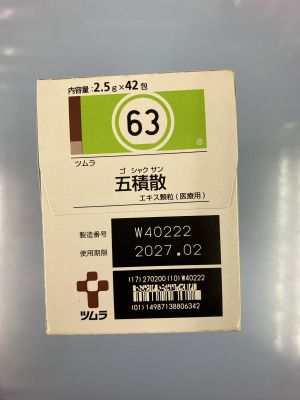 内容量:2.5g×42包
63
®
ツムラ
ゴ シャク サン
五積散
エキス顆粒(医療用)
製造番号 W40222
使用期限 2027.02
(17)270200(10)W40222
(01)14987138806342
ツムラ